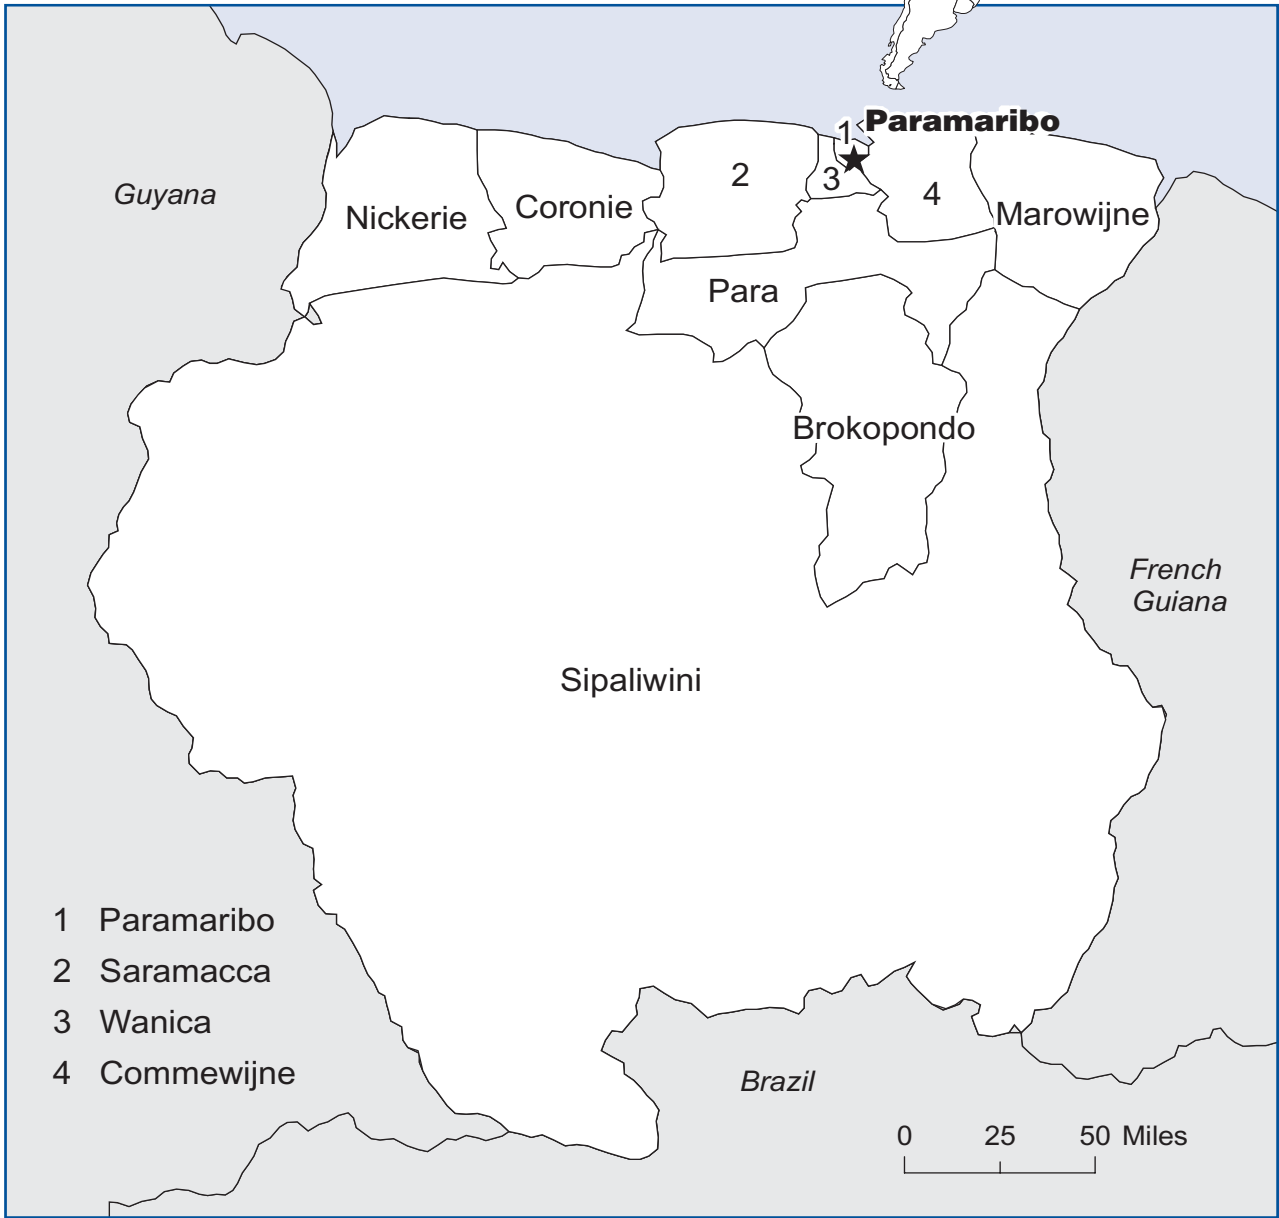 1
Paramaribo
Guyana
Nickerie
Coronie
2
3
4
Marowijne
Para
Brokopondo
French
Guiana
Sipaliwini
1 Paramaribo
2 Saramacca
3 Wanica
4 Commewijne
Brazil
0 25 50 Miles